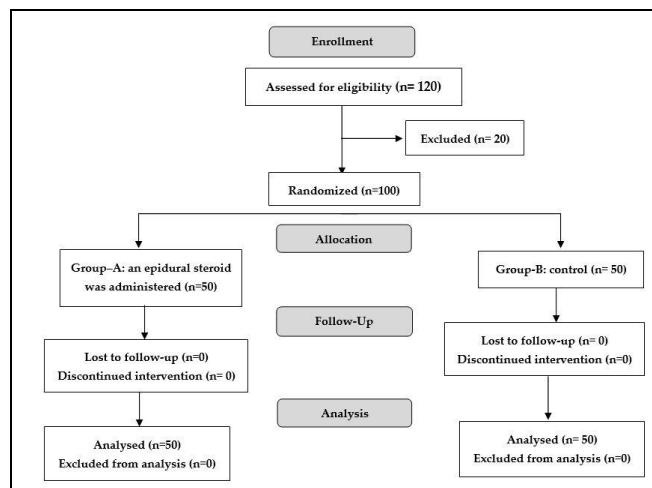 Enrollment
Assessed for eligibility (n= 120)
Excluded (n= 20)
Randomized (n=100)
Allocation
Group–A: an epidural steroid
was administered (n=50)
Group-B: control (n= 50)
Follow-Up
Lost to follow-up (n=0)
Discontinued intervention (n= 0)
Lost to follow-up (n= 0)
Discontinued intervention (n=0)
Analysis
Analysed (n=50)
Excluded from analysis (n=0)
Analysed (n= 50)
Excluded from analysis (n=0)